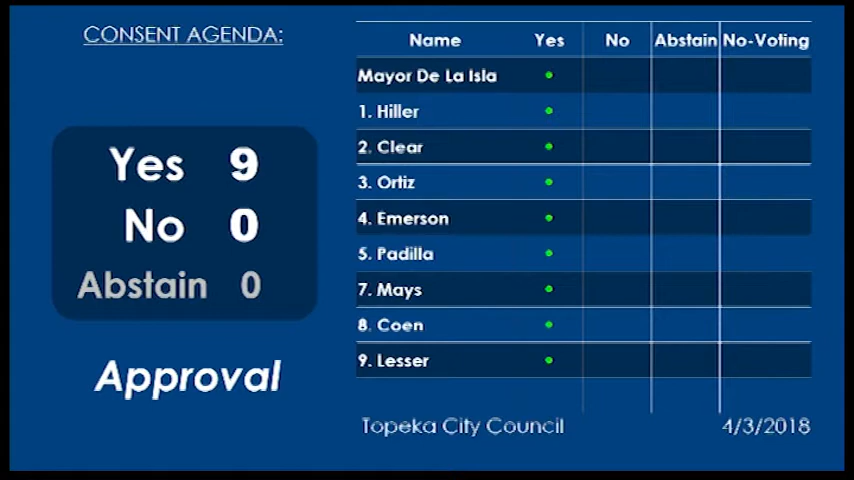 CONSENT AGENDA:
Yes 9
No 0
Abstain 0
Approval
Name Yes No Abstain No-Voting
Mayor De La Isla
1. Hiller
2. Clear
3. Ortiz
4. Emerson
5. Padilla
7. Mays
8. Coen
9. Lesser
Topeka City Council 4/3/2018